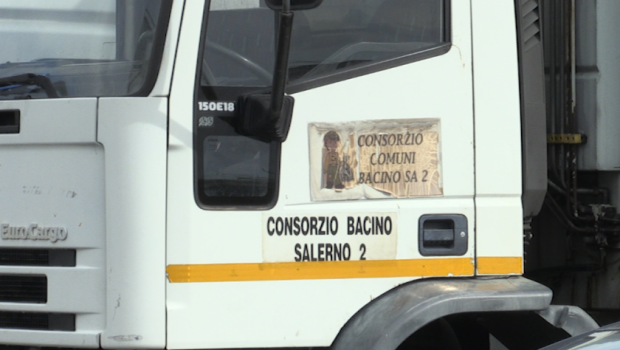 150E18
CONSORZIO
COMUNI
BACINO SA 2
CONSORZIO BACINO
SALERNO 2
EuroCargo